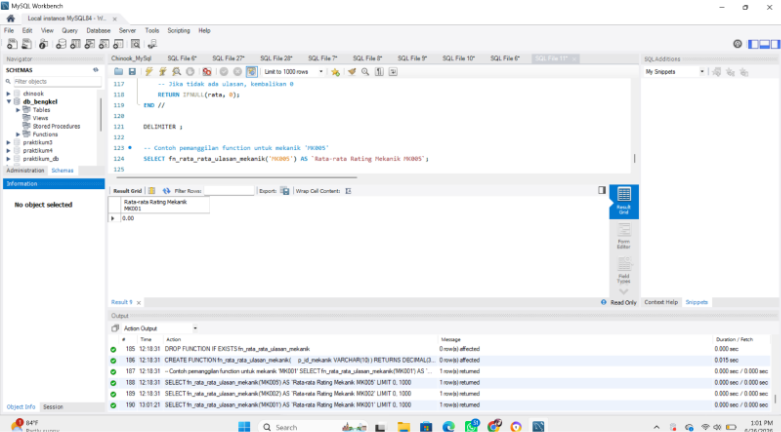 MySQL Workbench
Local instance MySQL84 - W... ×
File Edit View Query Database Server Tools Scripting Help
Navigator
Chinook_MySql SQL File 6* SQL File 27* SQL File 28* SQL File 7* SQL File 8* SQL File 9* SQL File 10* SQL File 8* SQL File 11*
SQLAdditions
SCHEMAS
Filter objects
chinook
db_bengkel
Tables
Views
Stored Procedures
Functions
praktikum3
praktikum4
praktikum_db
Administration Schemas
Information
No object selected
Limit to 1000 rows
My Snippets
117 -- Jika tidak ada ulasan, kembalikan 0
118 RETURN IFNULL(rata, 0);
119 END //
120
121 DELIMITER ;
122
123 -- Contoh pemanggilan function untuk mekanik 'MK005'
124 SELECT fn_rata_rata_ulasan_mekanik('MK005') AS `Rata-rata Rating Mekanik MK005`;
125
Result Grid Filter Rows: Export: Wrap Cell Content:
Rata-rata Rating Mekanik
MK001
0.00
Result Grid
Form Editor
Field Types
Result 9 × Read Only Context Help Snippets
Output
Action Output
# Time Action Message Duration / Fetch
185 12:18:31 DROP FUNCTION IF EXISTS fn_rata_rata_ulasan_mekanik 0 row(s) affected 0.000 sec
186 12:18:31 CREATE FUNCTION fn_rata_rata_ulasan_mekanik( p_id_mekanik VARCHAR(10) ) RETURNS DECIMAL(3... 0 row(s) affected 0.015 sec
187 12:18:31 -- Contoh pemanggilan function untuk mekanik 'MK001' SELECT fn_rata_rata_ulasan_mekanik('MK001') AS `... 1 row(s) returned 0.000 sec / 0.000 sec
188 12:18:31 SELECT fn_rata_rata_ulasan_mekanik('MK005') AS `Rata-rata Rating Mekanik MK005` LIMIT 0, 1000 1 row(s) returned 0.000 sec / 0.000 sec
189 12:18:31 SELECT fn_rata_rata_ulasan_mekanik('MK002') AS `Rata-rata Rating Mekanik MK002` LIMIT 0, 1000 1 row(s) returned 0.000 sec / 0.000 sec
190 13:01:21 SELECT fn_rata_rata_ulasan_mekanik('MK001') AS `Rata-rata Rating Mekanik MK001` LIMIT 0, 1000 1 row(s) returned 0.000 sec / 0.000 sec
Object Info Session
84°F
Partly sunny
Search
1:01 PM